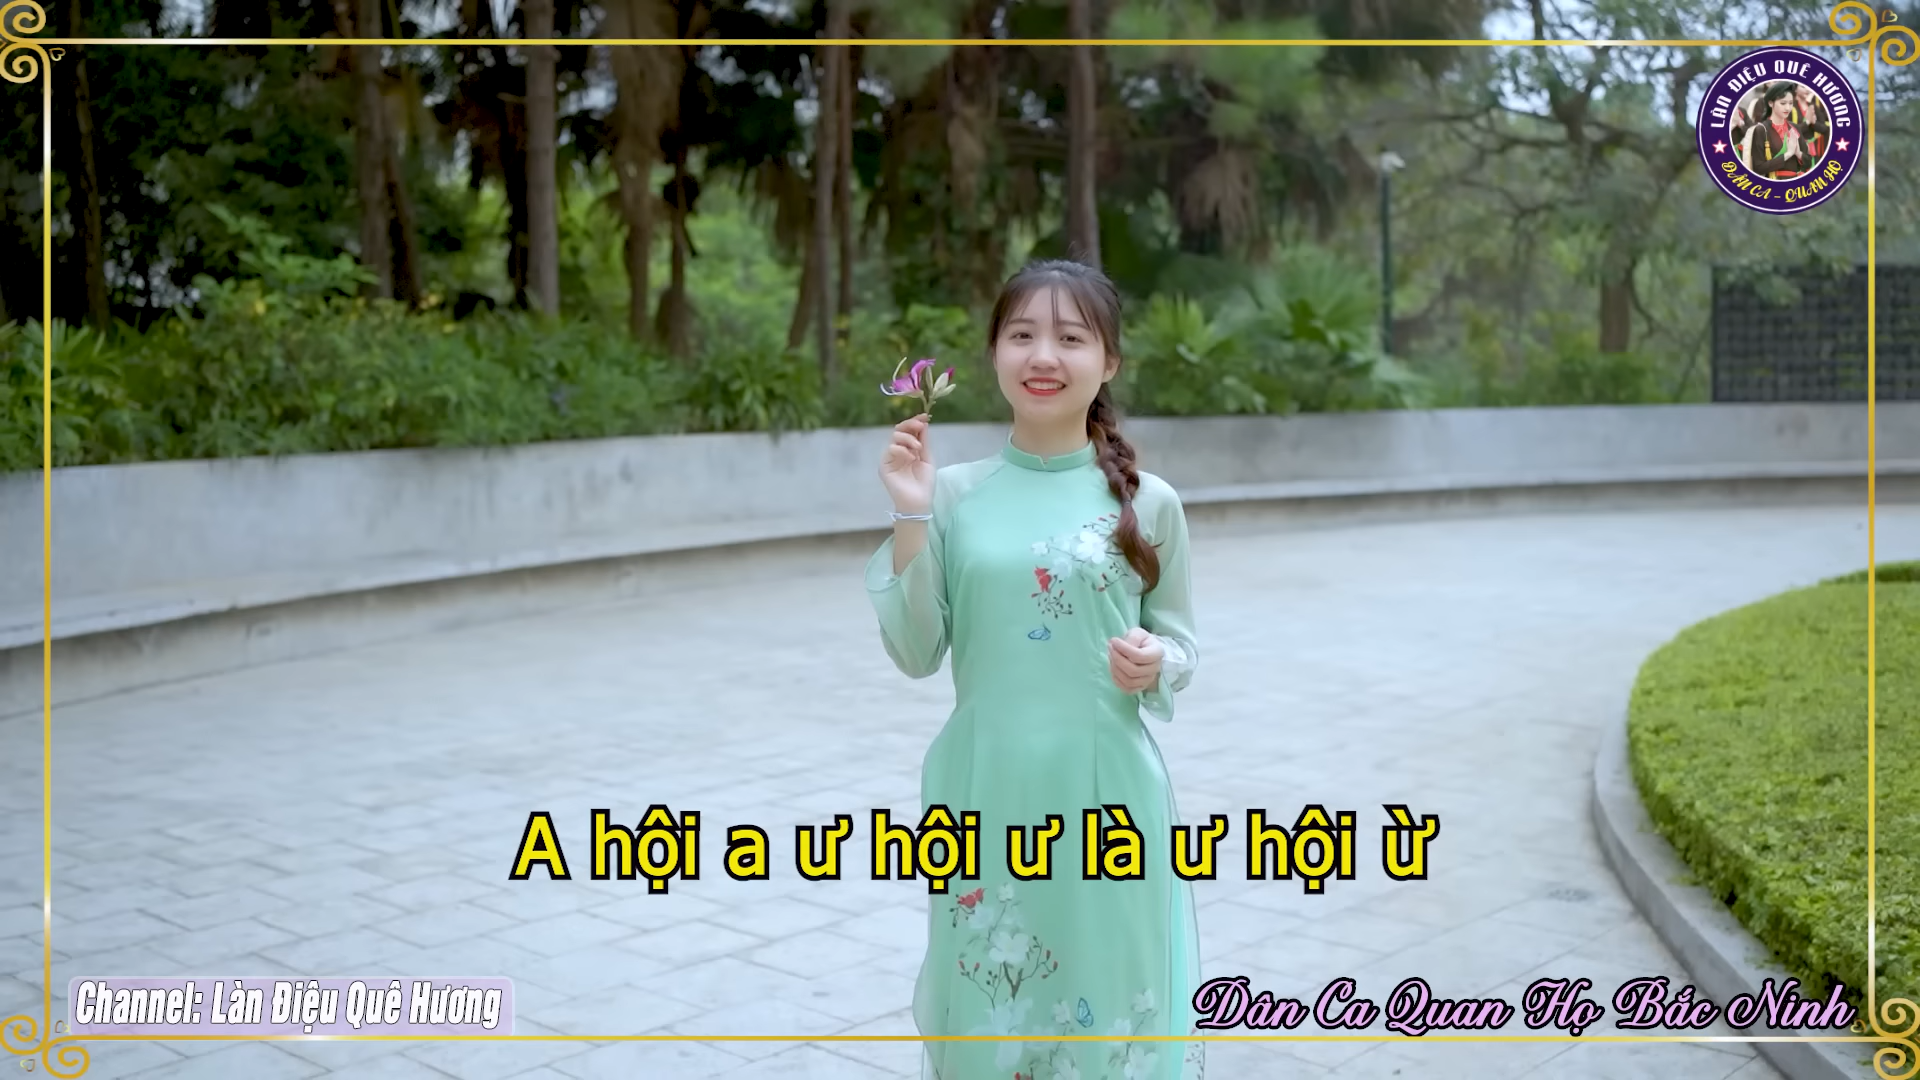 LÀN ĐIỆU QUÊ HƯƠNG
DÂN CA - QUAN HỌ
A hội a ư hội ư là ư hội ừ
Channel: Làn Điệu Quê Hương
Dân Ca Quan Họ Bắc Ninh